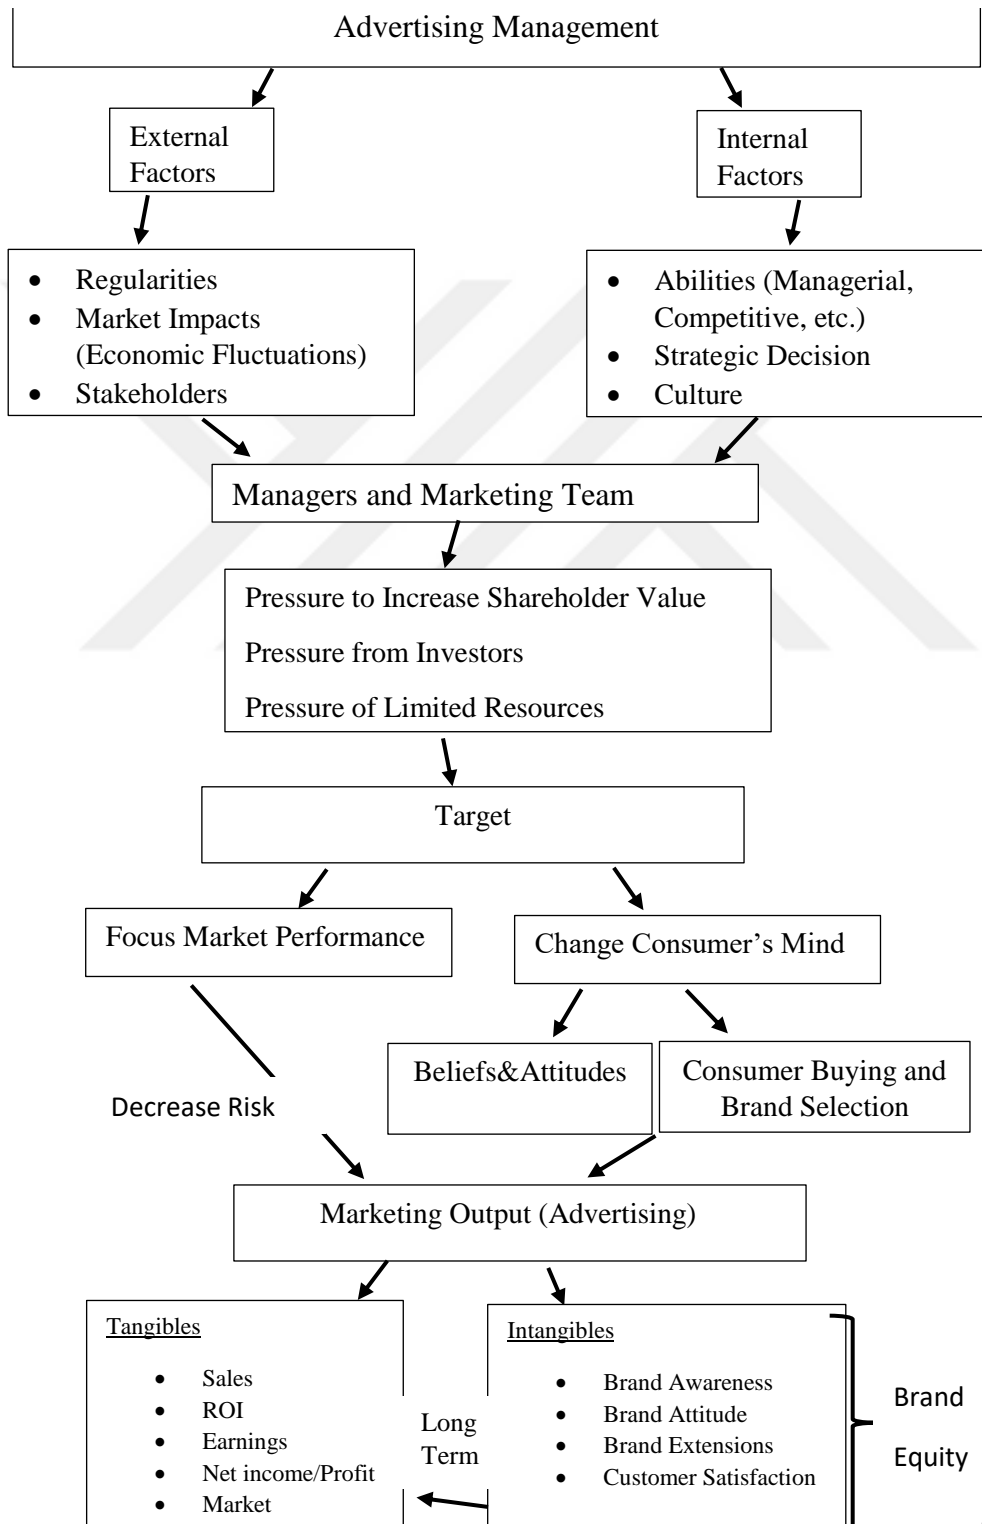 Advertising Management
External
Factors
Internal
Factors
• Regularities
• Market Impacts
(Economic Fluctuations)
• Stakeholders
• Abilities (Managerial,
Competitive, etc.)
• Strategic Decision
• Culture
Managers and Marketing Team
Pressure to Increase Shareholder Value
Pressure from Investors
Pressure of Limited Resources
Target
Focus Market Performance
Change Consumer’s Mind
Beliefs&Attitudes
Consumer Buying and
Brand Selection
Decrease Risk
Marketing Output (Advertising)
Tangibles
• Sales
• ROI
• Earnings
• Net income/Profit
• Market
Long
Term
Intangibles
• Brand Awareness
• Brand Attitude
• Brand Extensions
• Customer Satisfaction
Brand
Equity